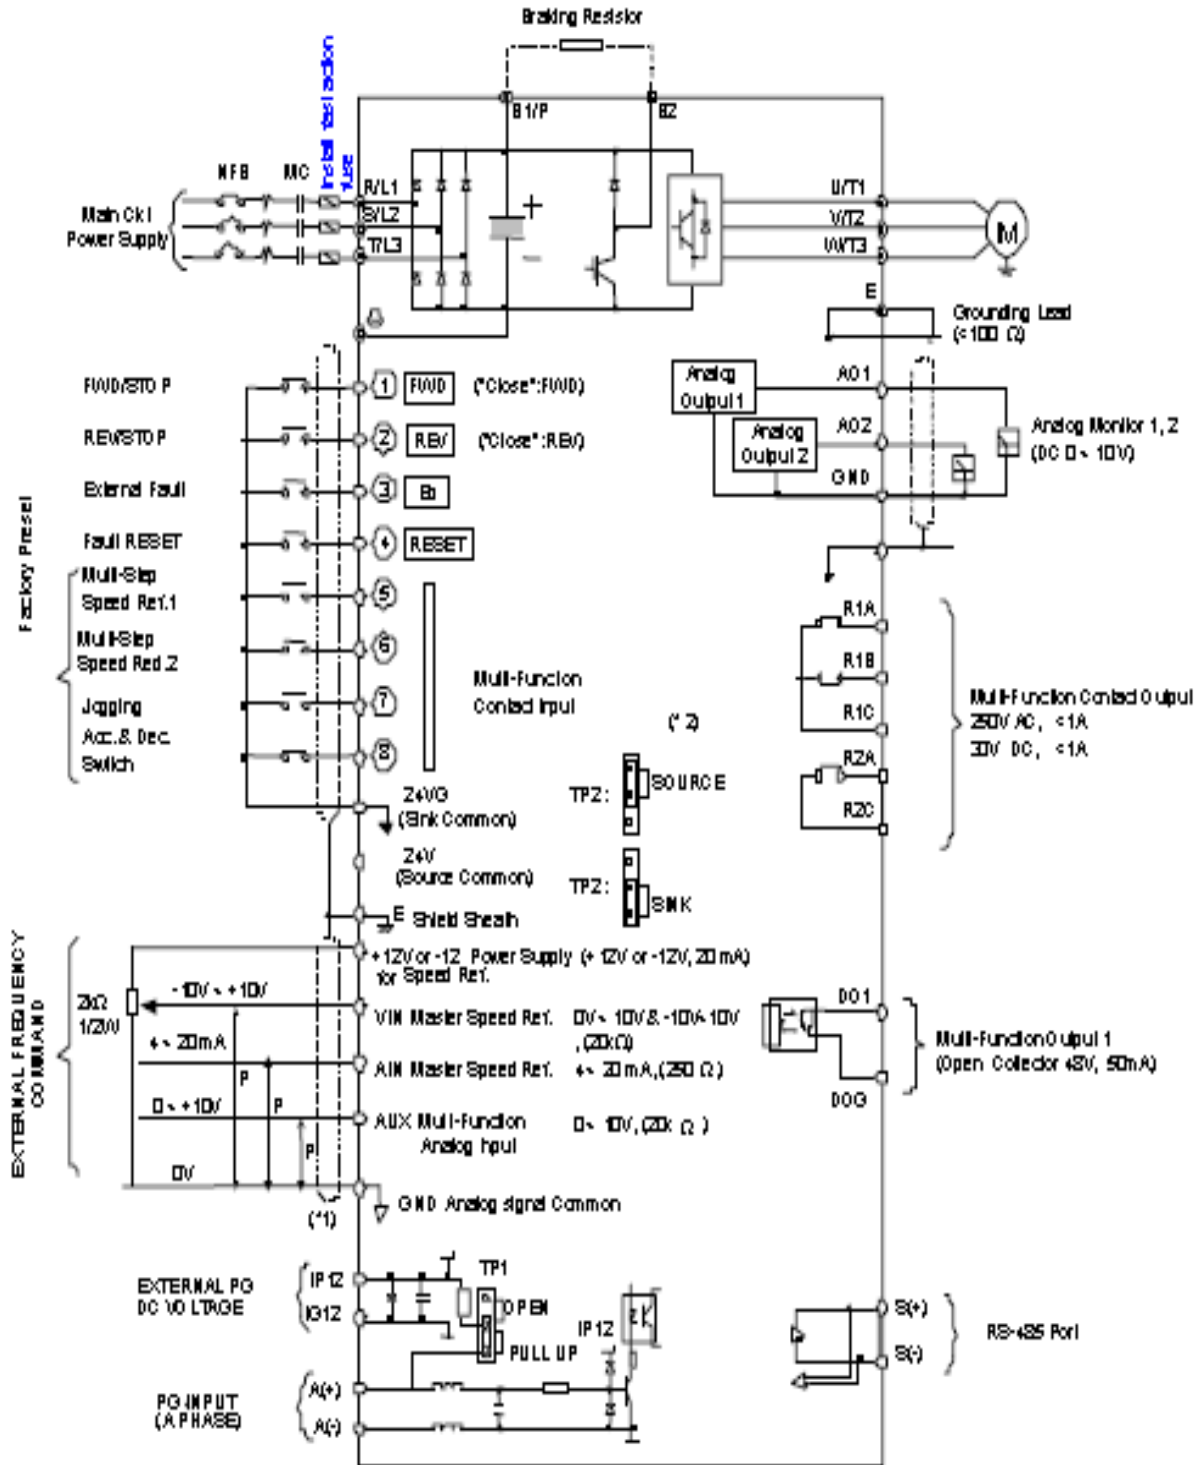 Braking Resistor
B1/P
B2
Install fast action
fuse
NFB
MC
Main Ckt
Power Supply
R/L1
S/L2
T/L3
+
−
U/T1
V/T2
W/T3
M
E
Grounding Lead
(<100 Ω)
(*1)
Factory Preset
FWD/STOP
1
FWD
("Close":FWD)
REV/STOP
2
REV
("Close":REV)
External Fault
3
Fault RESET
4
RESET
Multi-Step
Speed Ref.1
5
Multi-Step
Speed Red.2
6
Jogging
7
Acc.& Dec.
Switch
8
Multi-Function
Contact Input
24VG
(Sink Common)
24V
(Source Common)
E Shield Sheath
(* 2)
TP2:
SOURCE
TP2:
SINK
Analog
Output 1
Analog
Output 2
AO1
AO2
GND
(*1)
Analog Monitor 1, 2
(DC 0 ~ 10V)
R1A
R1B
R1C
R2A
R2C
Multi-Function Contact Output
250V AC, <1A
30V DC, <1A
EXTERNAL FREQUENCY
COMMAND
2kΩ
1/2W
-10V ~ +10V
4 ~ 20mA
0 ~ +10V
0V
P
P
P
(*1)
+12V or -12 Power Supply (+ 12V or -12V, 20 mA)
for Speed Ref.
VIN Master Speed Ref. 0V ~ 10V & -10V~10V
, (20kΩ)
AIN Master Speed Ref. 4~ 20mA, (250 Ω)
AUX Multi-Function
Analog Input
0~ 10V, (20k Ω )
GND Analog signal Common
DO1
DOG
Multi-Function Output 1
(Open Collector 48V, 50mA)
EXTERNAL PG
DC VOLTAGE
IP12
IG12
TP1
OPEN
PULL UP
IP12
PG INPUT
(A PHASE)
A(+)
A(-)
S(+)
S(-)
RS-485 Port